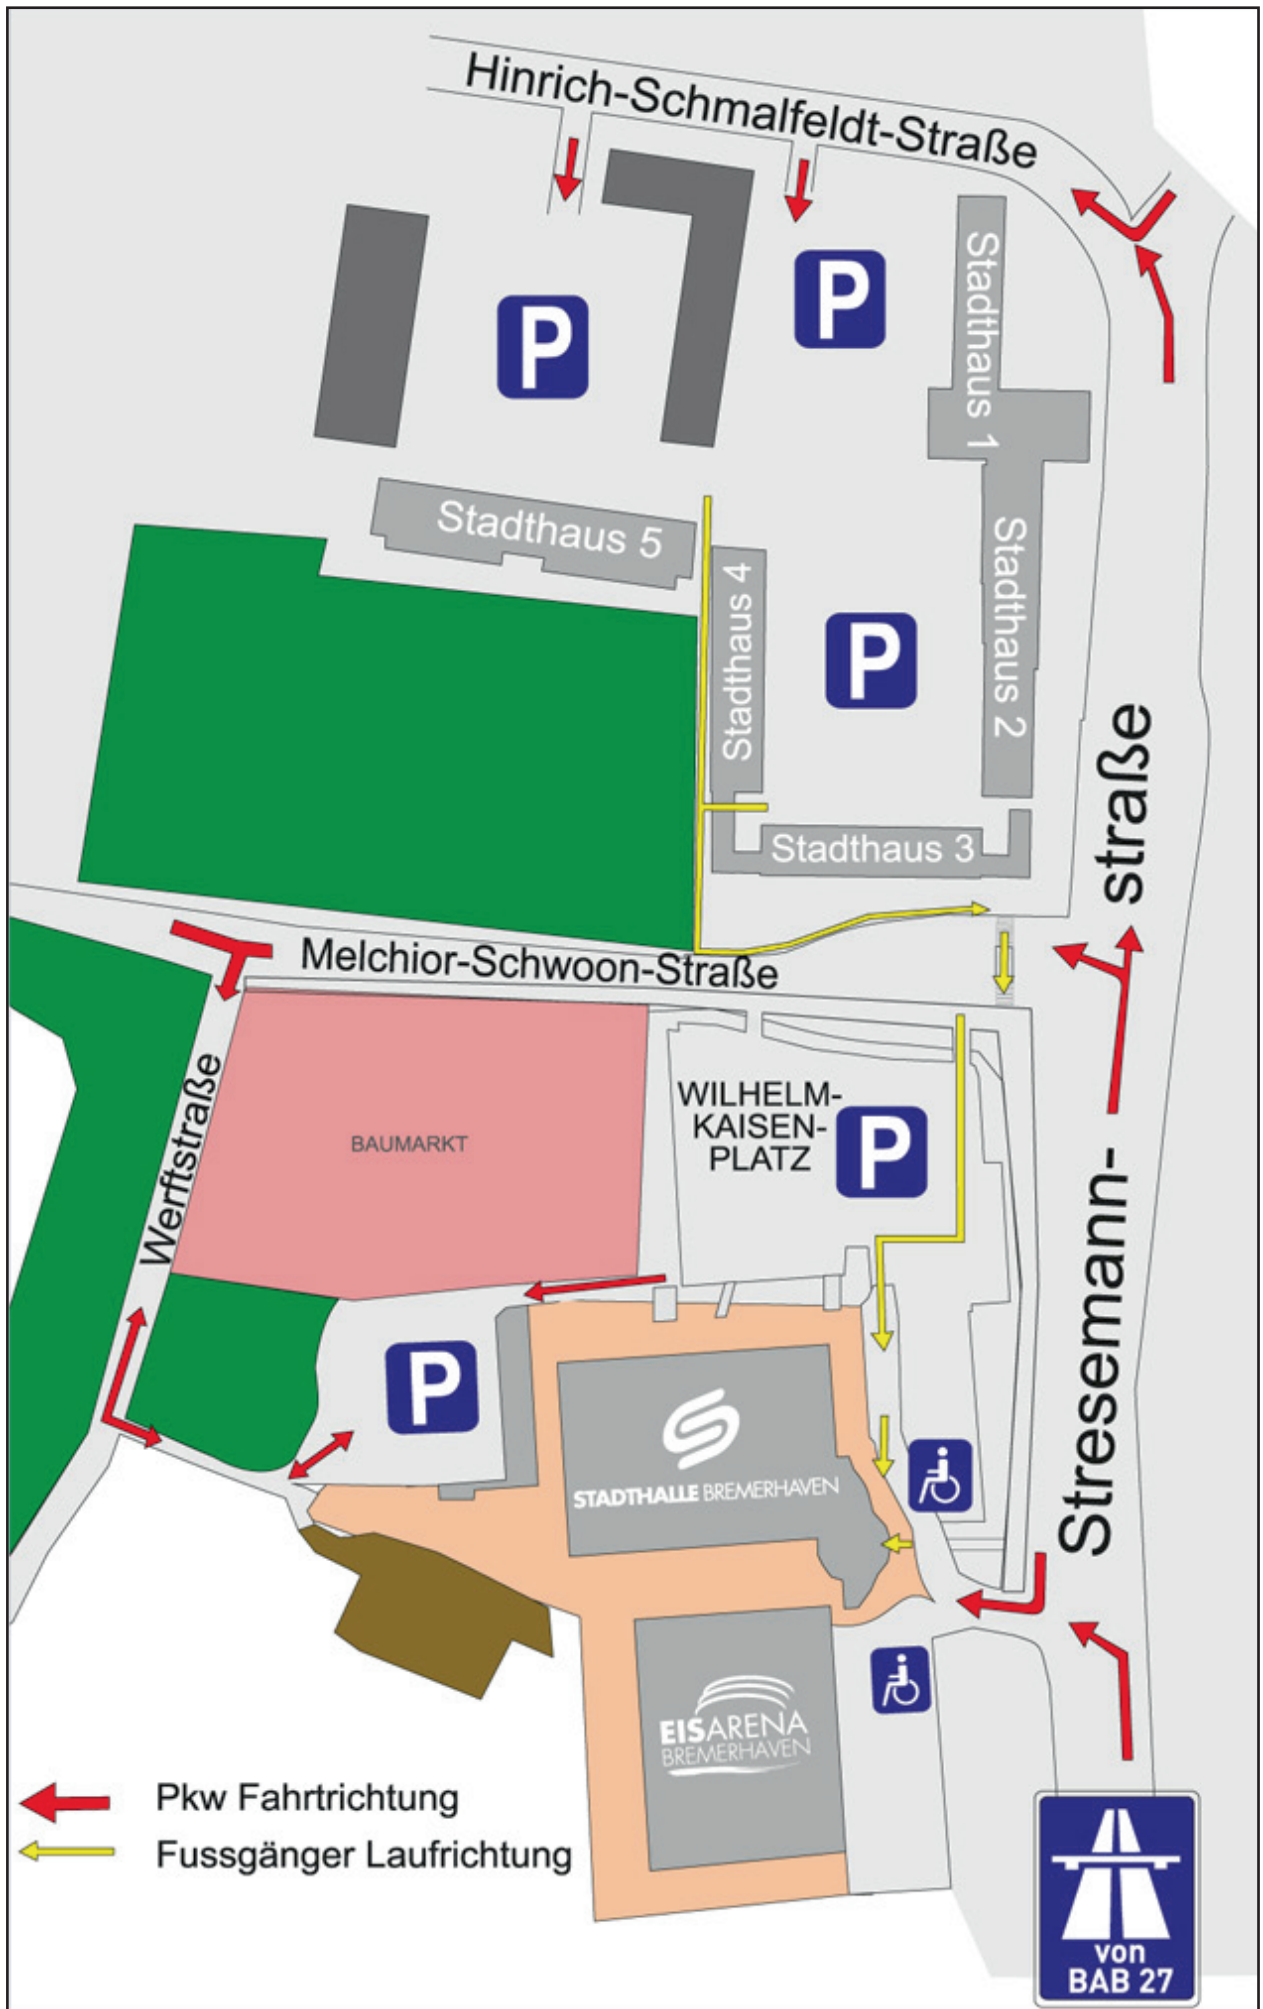 Hinrich-Schmalfeldt-Straße
P
P
Stadthaus 1
Stadthaus 5
Stadthaus 4
P
Stadthaus 2
Stadthaus 3
straße
Melchior-Schwoon-Straße
Werftstraße
BAUMARKT
WILHELM-
KAISEN-
PLATZ
P
Stresemann-
P
STADTHALLE BREMERHAVEN
EISARENA
BREMERHAVEN
Pkw Fahrtrichtung
Fussgänger Laufrichtung
von
BAB 27